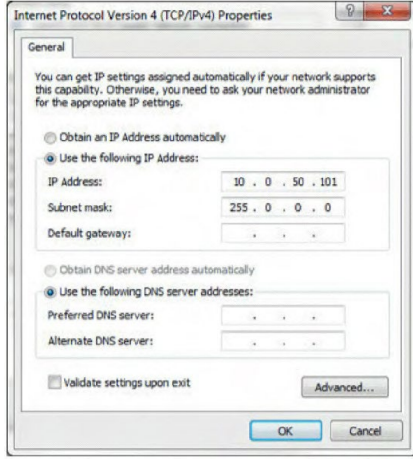 Internet Protocol Version 4 (TCP/IPv4) Properties
General
You can get IP settings assigned automatically if your network supports
this capability. Otherwise, you need to ask your network administrator
for the appropriate IP settings.
Obtain an IP Address automatically
Use the following IP Address:
IP Address: 10 . 0 . 50 . 101
Subnet mask: 255 . 0 . 0 . 0
Default gateway: . . .
Obtain DNS server address automatically
Use the following DNS server addresses:
Preferred DNS server: . . .
Alternate DNS server: . . .
Validate settings upon exit
Advanced...
OK Cancel